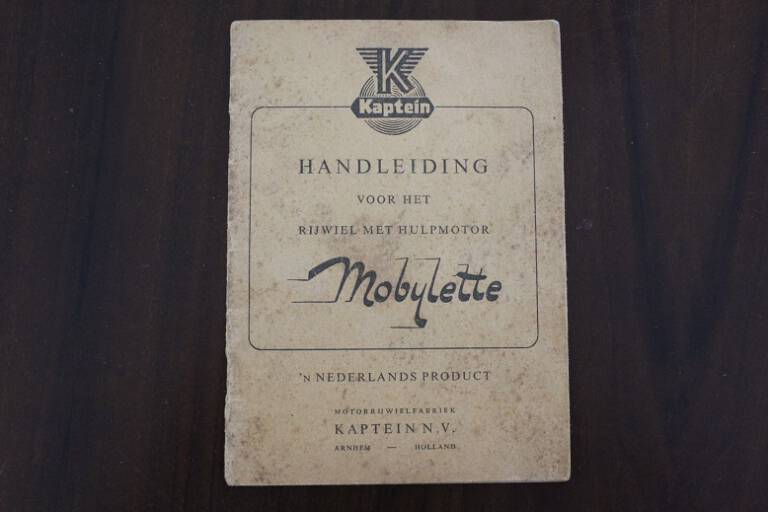 K
Kaptein
HANDLEIDING
VOOR HET
RIJWIEL MET HULPMOTOR
Mobylette
'N NEDERLANDS PRODUCT
MOTORRIJWIELFABRIEK
KAPTEIN N.V.
ARNHEM — HOLLAND